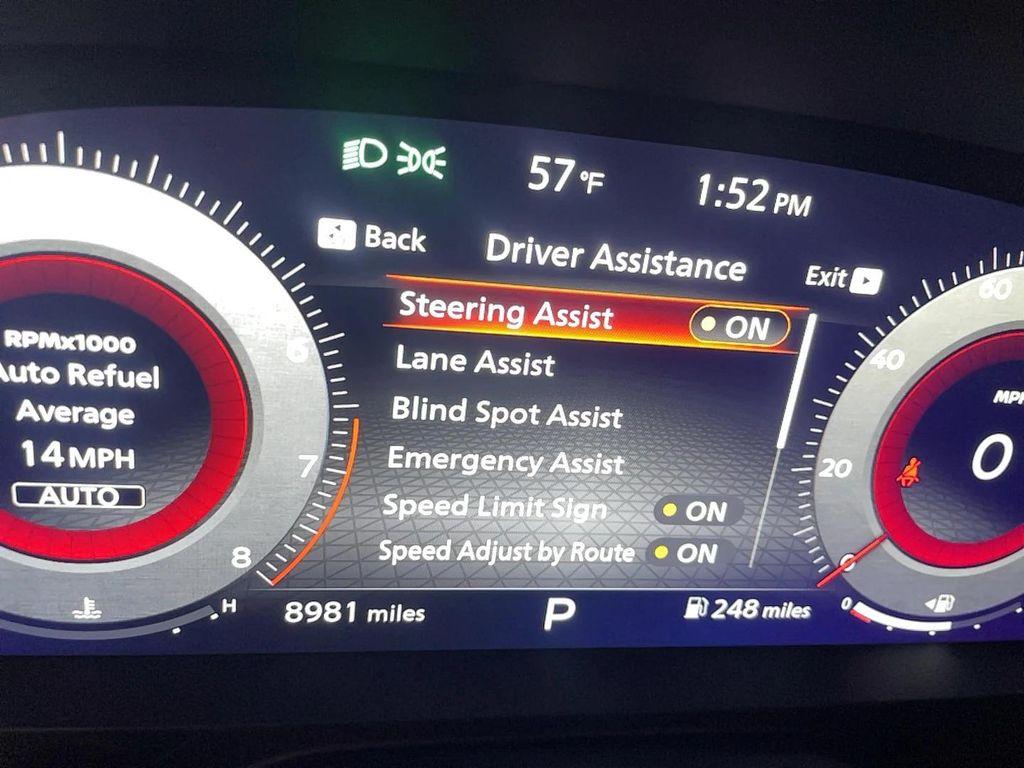 57°F
1:52 PM
Back
Driver Assistance
Exit
Steering Assist ON
Lane Assist
Blind Spot Assist
Emergency Assist
Speed Limit Sign ON
Speed Adjust by Route ON
RPMx1000
Auto Refuel
Average
14 MPH
AUTO
6
7
8
H
8981 miles
P
248 miles
60
40
20
0
MPH
0
0